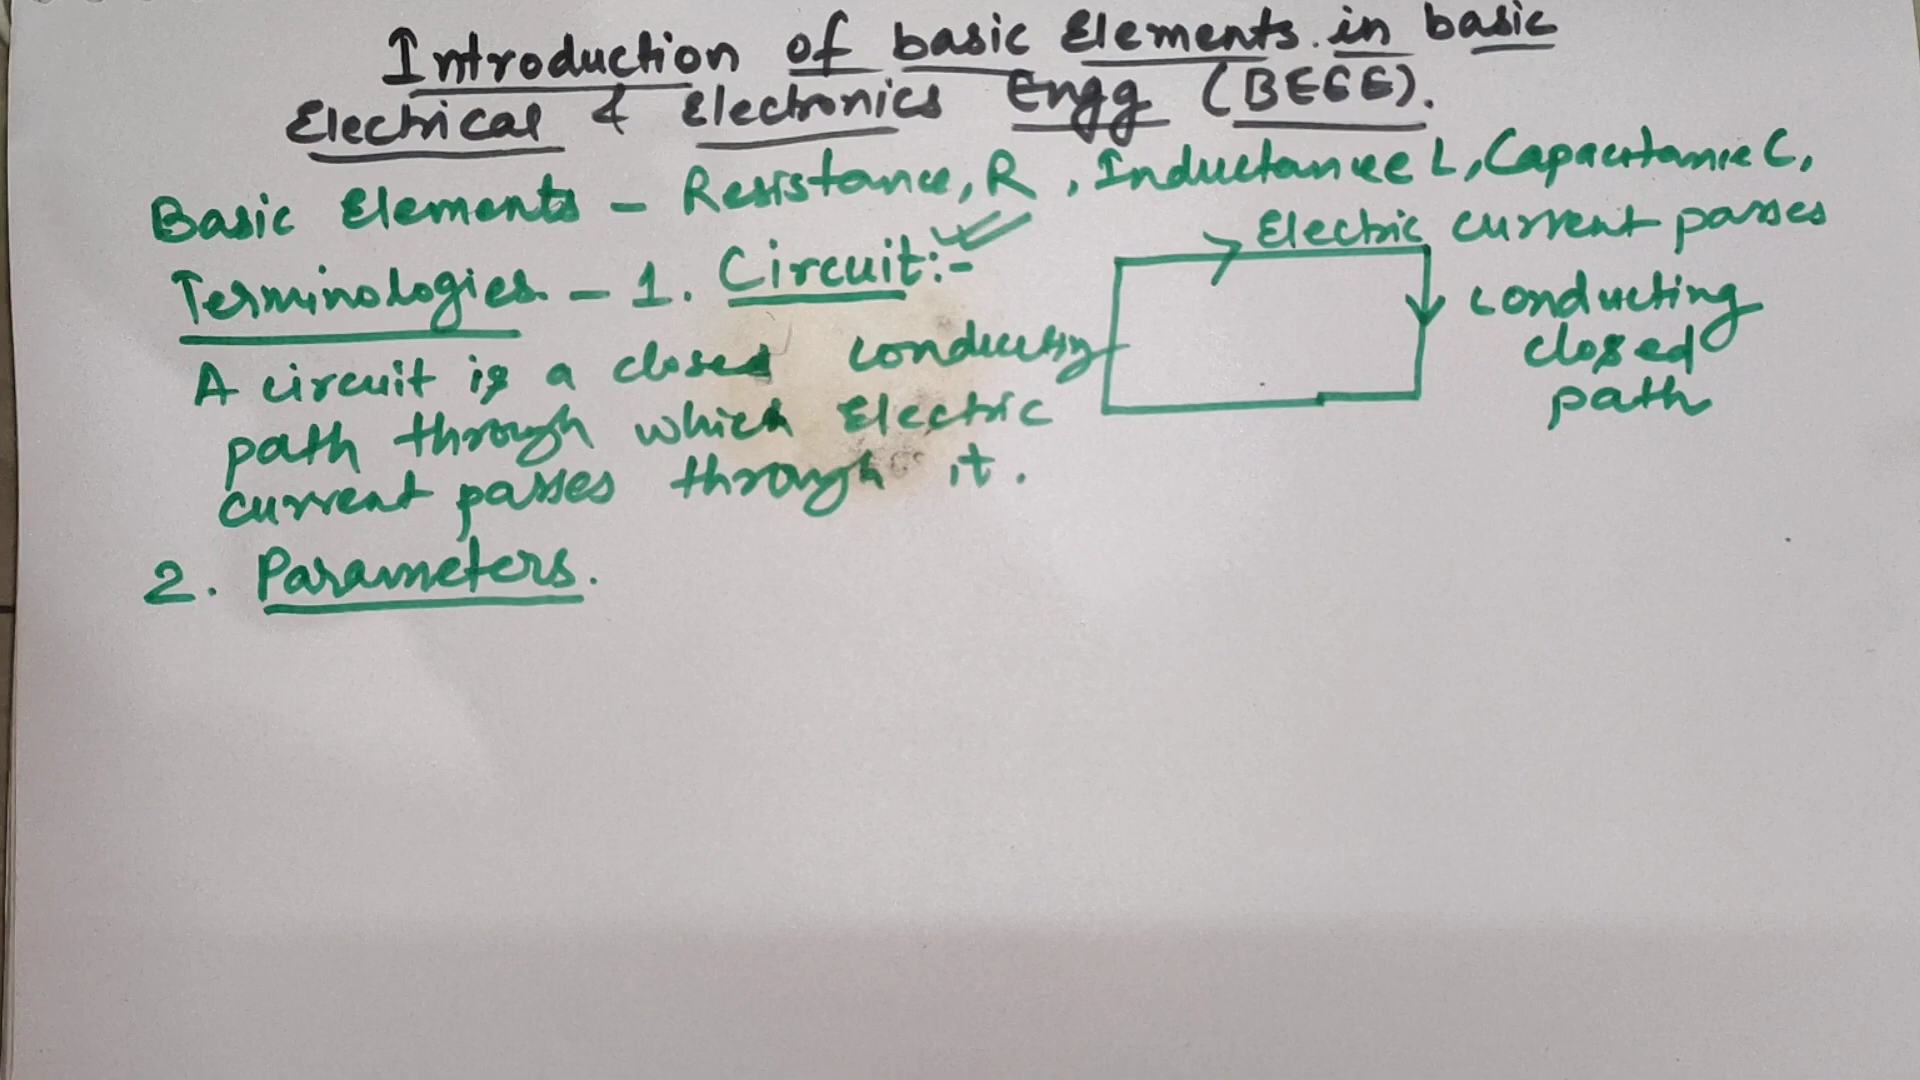 Introduction of basic Elements in basic
Electrical & Electronics Engg (BEEE).
Basic Elements - Resistance, R, Inductance L, Capacitance C,
Terminologies - 1. Circuit:-
Electric current passes
A circuit is a closed conducting
path through which Electric
current passes through it.
conducting
closed
path
2. Parameters.